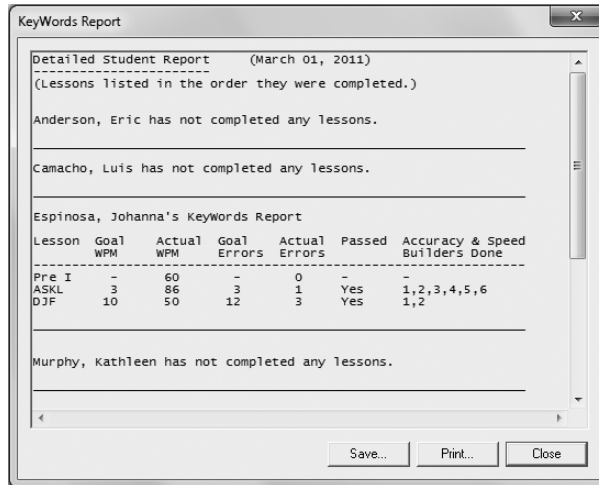 KeyWords Report
Detailed Student Report (March 01, 2011)
(Lessons listed in the order they were completed.)
Anderson, Eric has not completed any lessons.
Camacho, Luis has not completed any lessons.
Espinosa, Johanna's KeyWords Report
Lesson Goal Actual Goal Actual Passed Accuracy & Speed
WPM WPM Errors Errors Builders Done
Pre I - 60 - 0 - -
ASKL 3 86 3 1 Yes 1,2,3,4,5,6
DJF 10 50 12 3 Yes 1,2
Murphy, Kathleen has not completed any lessons.
Save... Print... Close